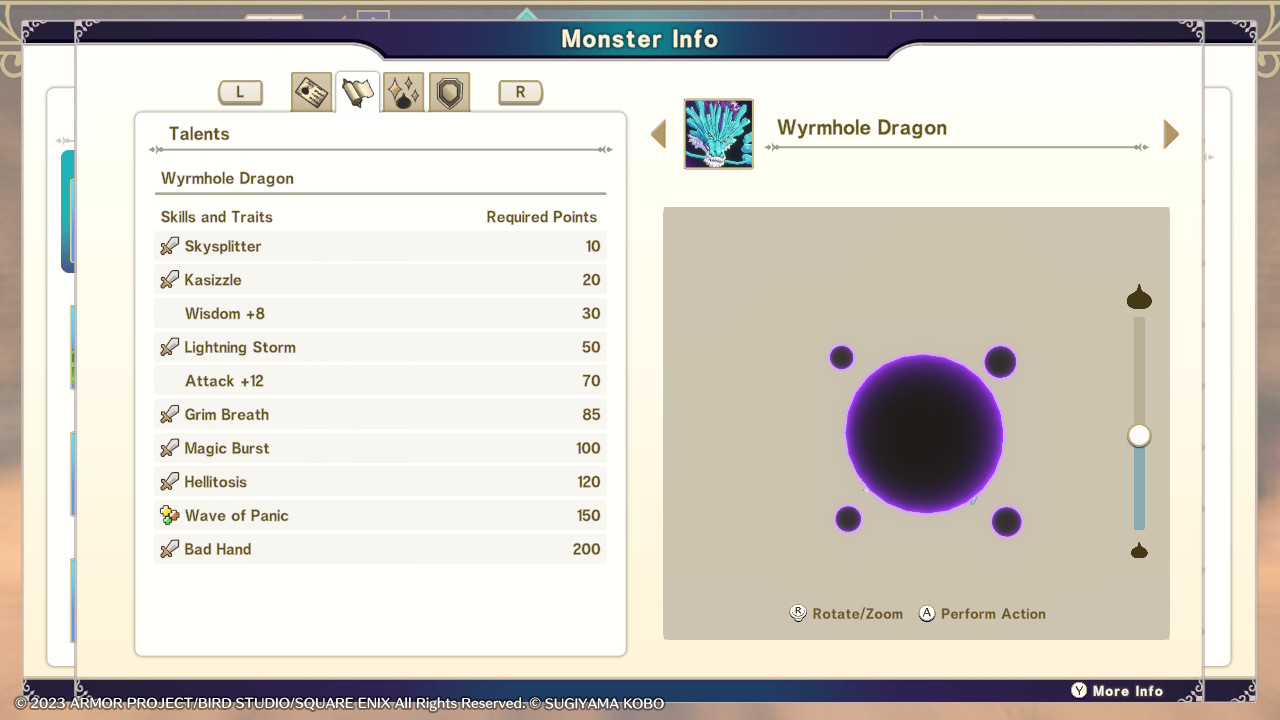 Monster Info
L
R
Talents
Wyrmhole Dragon
Skills and Traits Required Points
Skysplitter 10
Kasizzle 20
Wisdom +8 30
Lightning Storm 50
Attack +12 70
Grim Breath 85
Magic Burst 100
Hellitosis 120
Wave of Panic 150
Bad Hand 200
Wyrmhole Dragon
R Rotate/Zoom A Perform Action
Y More Info
© 2023 ARMOR PROJECT/BIRD STUDIO/SQUARE ENIX All Rights Reserved. © SUGIYAMA KOBO